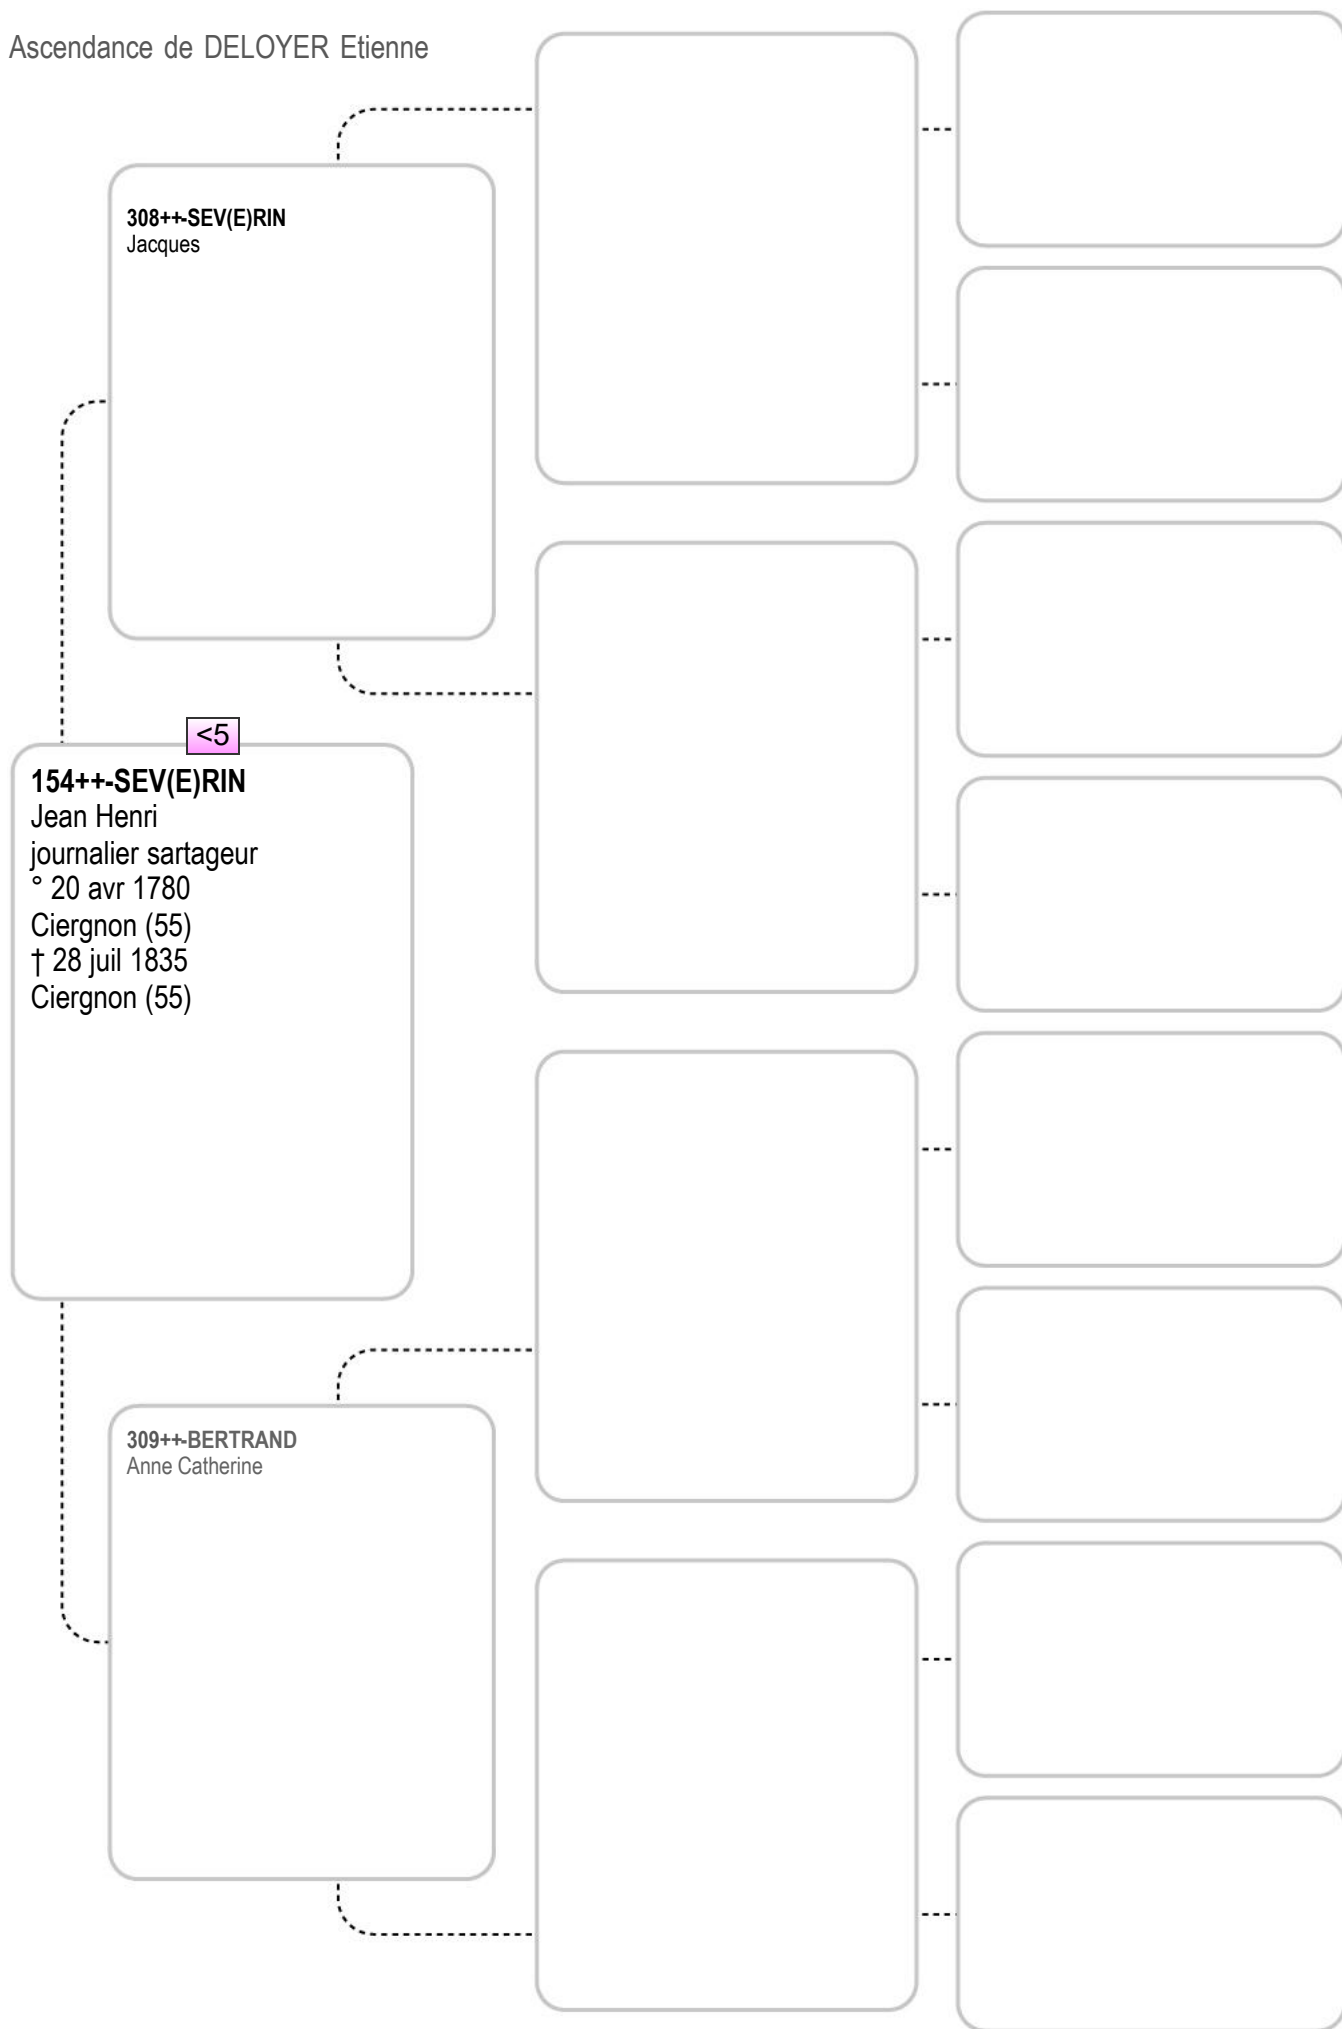 Ascendance de DELOYER Etienne
308++-SEV(E)RIN
Jacques
<5
154++-SEV(E)RIN
Jean Henri
journalier sartageur
° 20 avr 1780
Ciergnon (55)
† 28 juil 1835
Ciergnon (55)
309++-BERTRAND
Anne Catherine